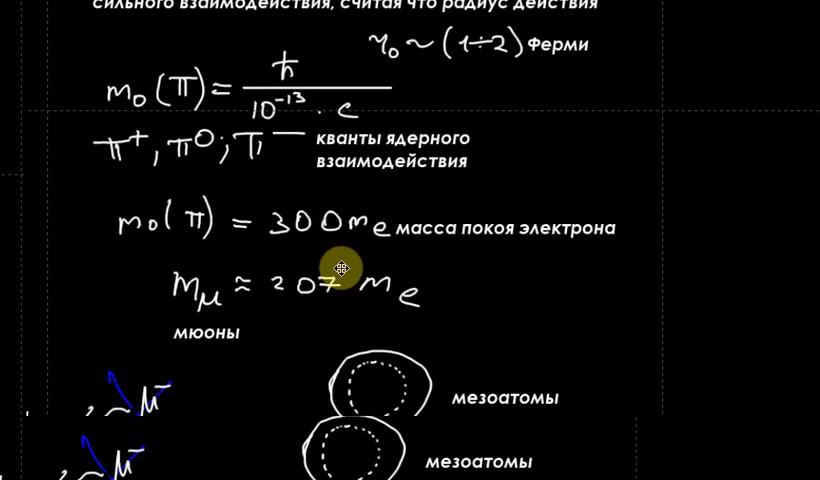 сильного взаимодействия, считая что радиус действия
r₀ ~ (1÷2) Ферми
m₀(π) = ħ / 10⁻¹³ · c
π⁺, π⁰; π⁻ кванты ядерного
взаимодействия
m₀(π) = 300me масса покоя электрона
mμ ≈ 207 me
мюоны
~ μ⁻
мезоатомы
~ μ⁻
мезоатомы